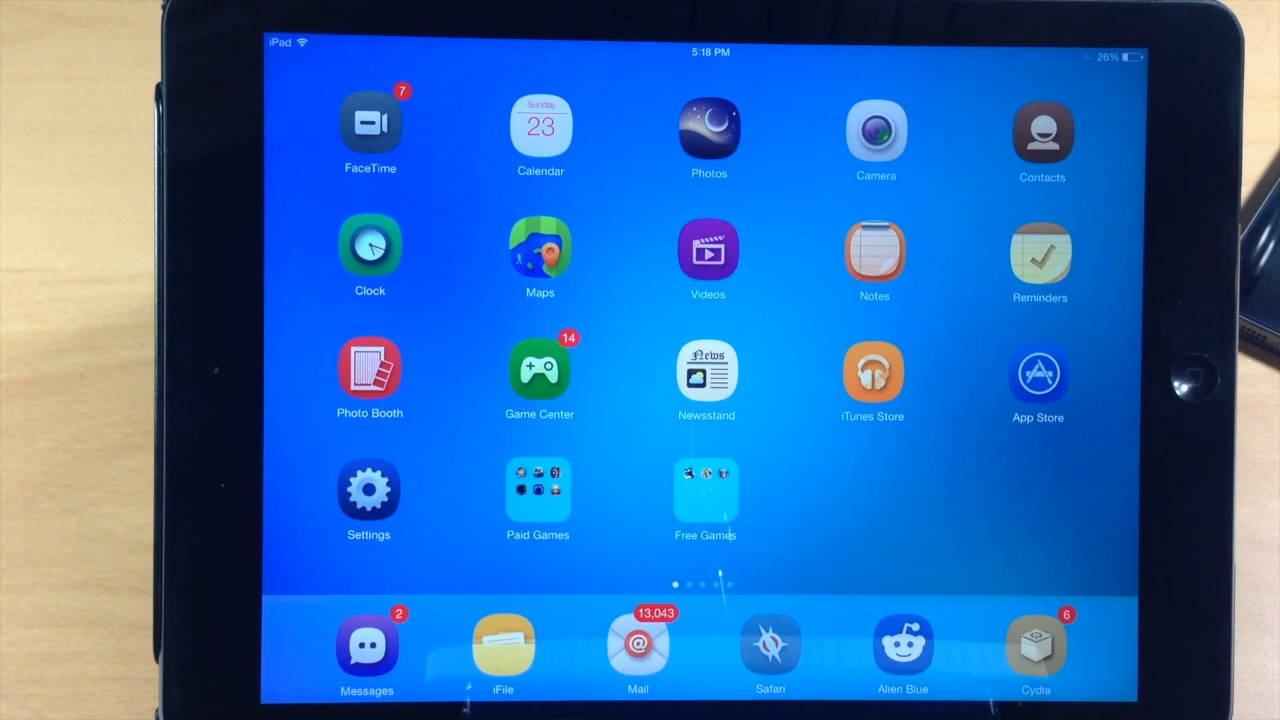 iPad
5:18 PM
26%
7
Sunday
23
FaceTime
Calendar
Photos
Camera
Contacts
Clock
Maps
Videos
Notes
Reminders
14
News
Photo Booth
Game Center
Newsstand
iTunes Store
App Store
Settings
Paid Games
Free Games
2
13,043
6
@
Messages
iFile
Mail
Safari
Alien Blue
Cydia